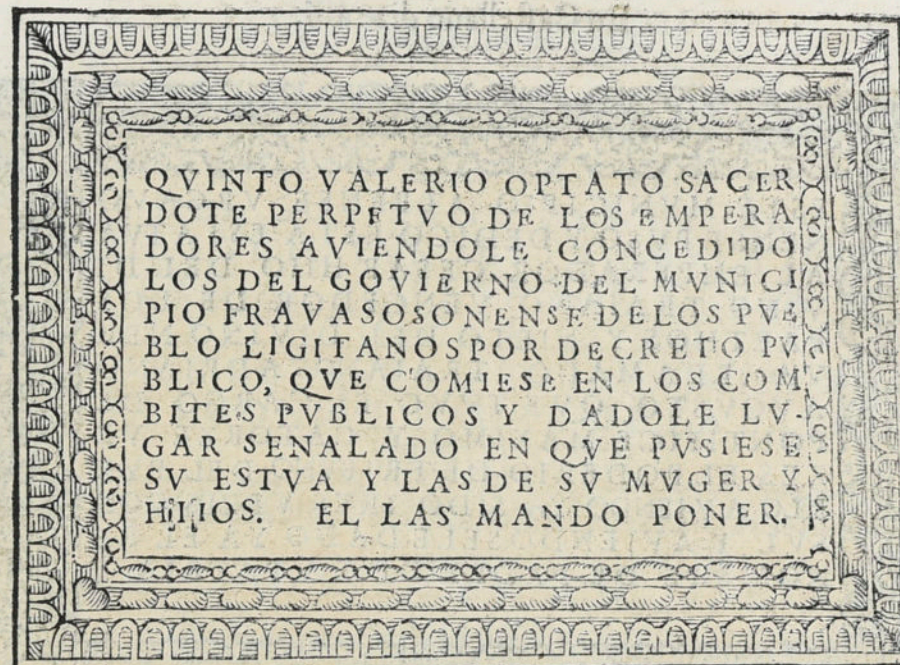 QVINTO VALERIO OPTATO SACER
DOTE PERPETVO DE LOS EMPERA
DORES AVIENDOLE CONCEDIDO
LOS DEL GOVIERNO DEL MVNICI
PIO FRAVASOSONENSE DELOS PVE
BLO LIGITANOS POR DECRETO PV
BLICO, QVE COMIESE EN LOS COM
BITES PVBLICOS Y DADOLE LV-
GAR SENALADO EN QVE PVSIESE
SV ESTVA Y LAS DE SV MVGER Y
HIIIOS. EL LAS MANDO PONER.